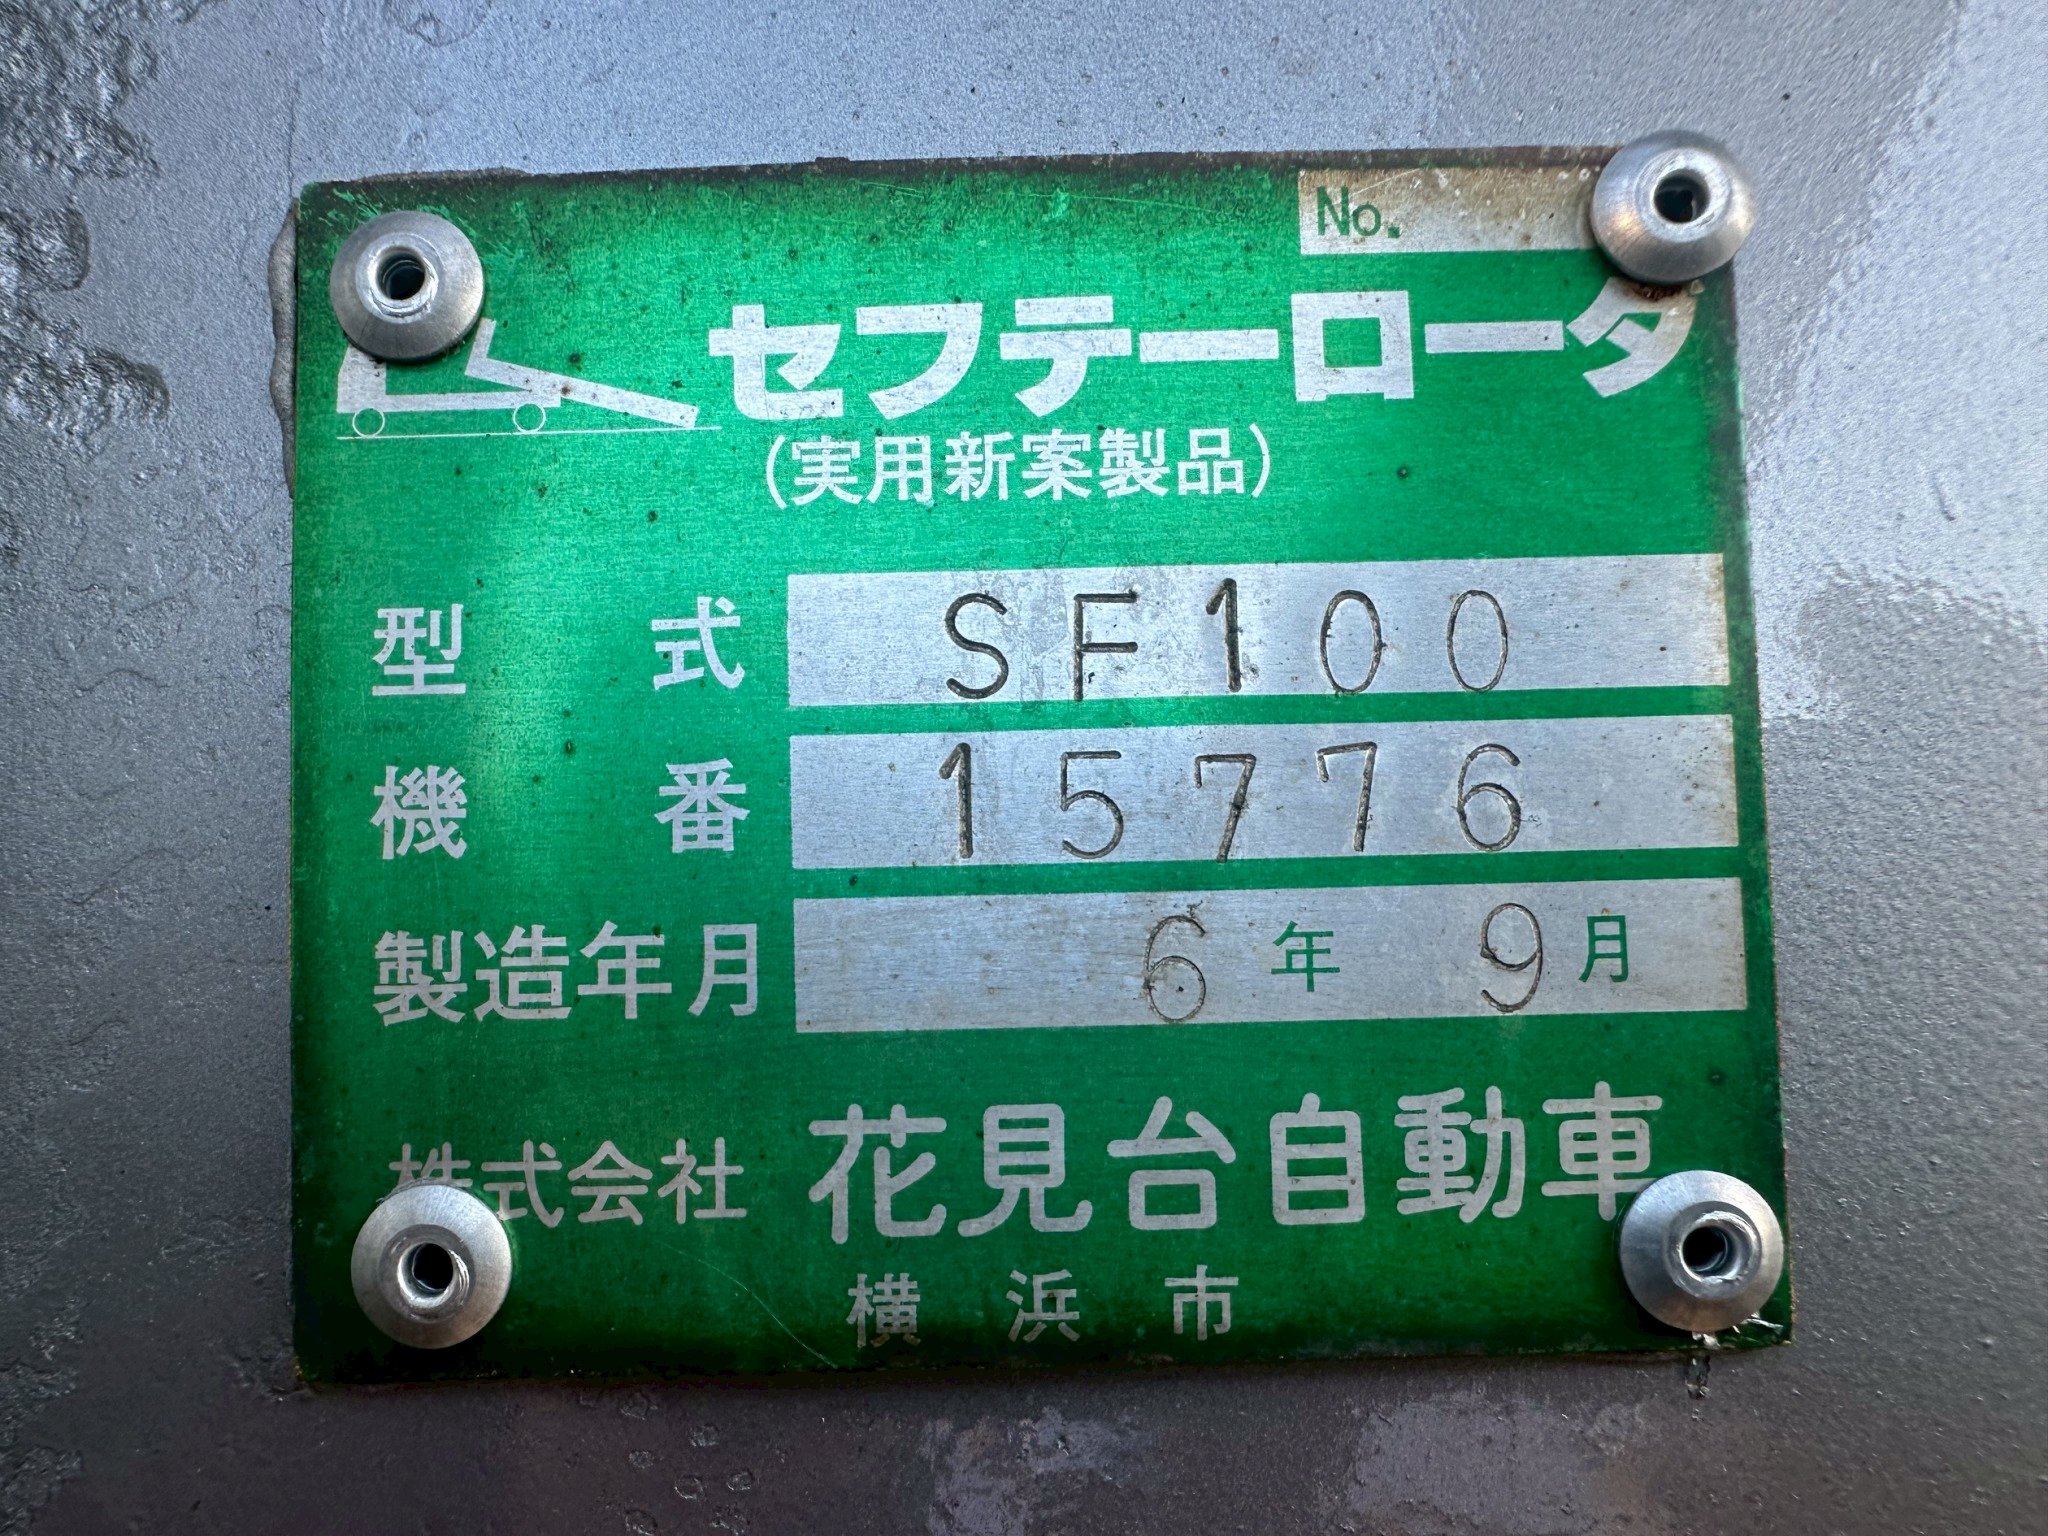 No.
セフテーローダ
(実用新案製品)
型式 SF100
機番 15776
製造年月 6年9月
株式会社 花見台自動車
横浜市